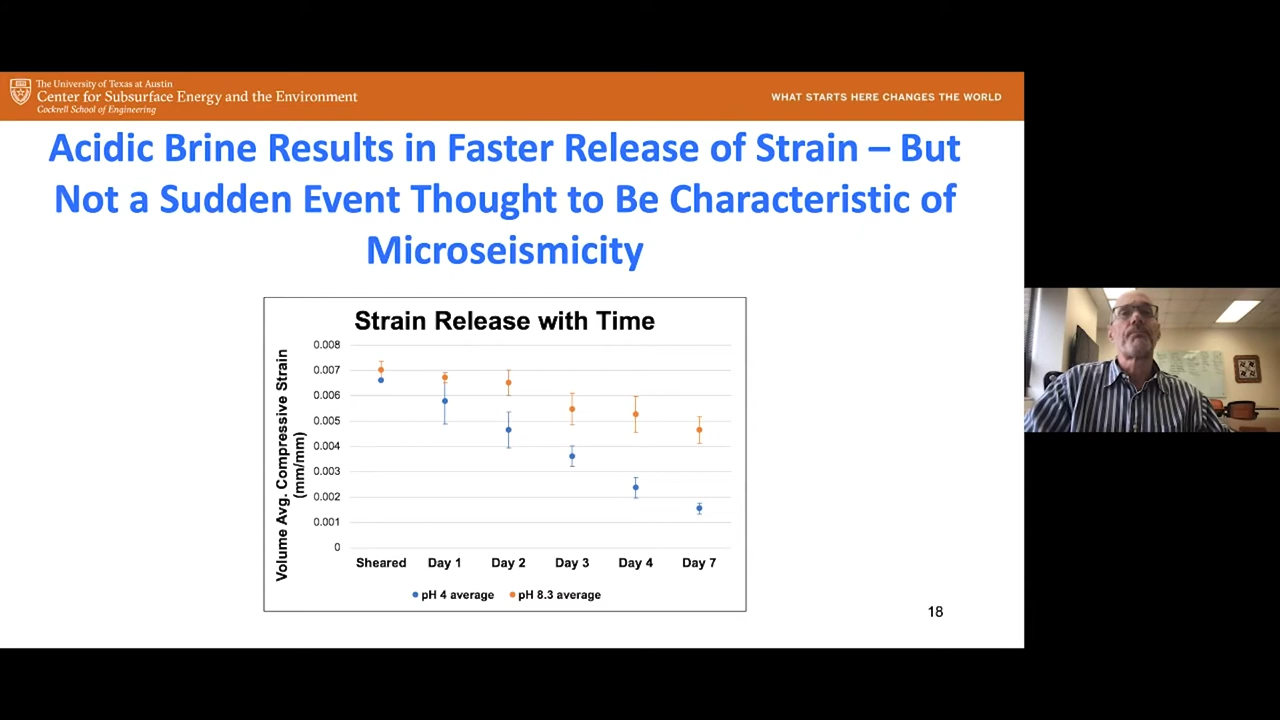 The University of Texas at Austin
Center for Subsurface Energy and the Environment
Cockrell School of Engineering
WHAT STARTS HERE CHANGES THE WORLD
Acidic Brine Results in Faster Release of Strain – But
Not a Sudden Event Thought to Be Characteristic of
Microseismicity
Strain Release with Time
Volume Avg. Compressive Strain
(mm/mm)
0.008
0.007
0.006
0.005
0.004
0.003
0.002
0.001
0
Sheared Day 1 Day 2 Day 3 Day 4 Day 7
pH 4 average pH 8.3 average
18